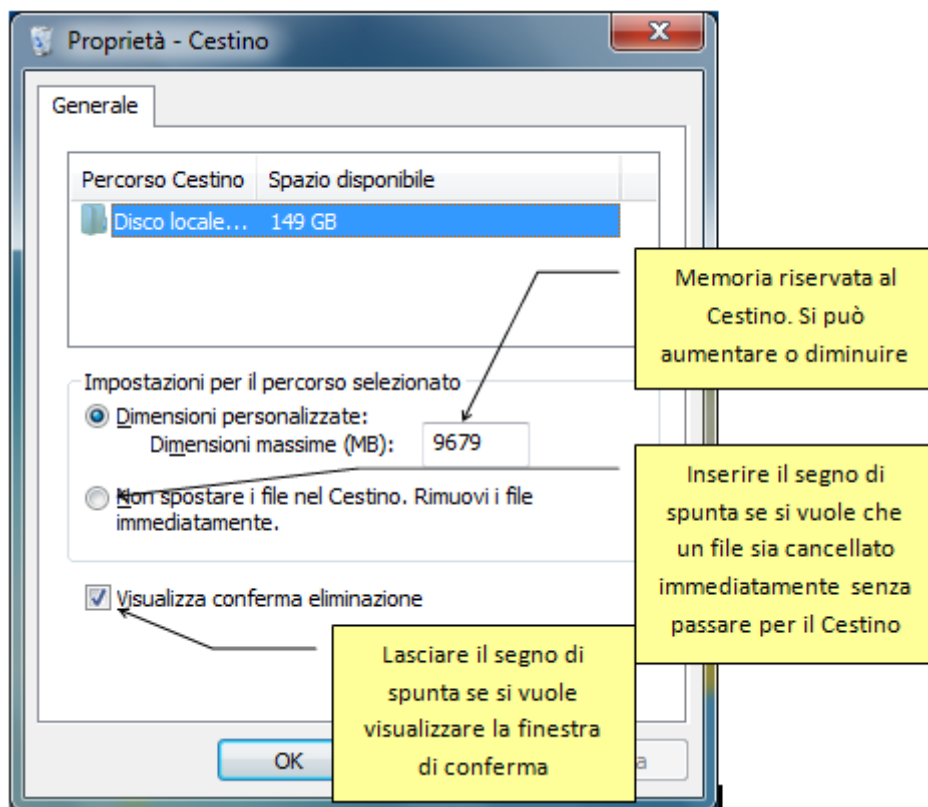 Proprietà - Cestino
Generale
Percorso Cestino Spazio disponibile
Disco locale... 149 GB
Memoria riservata al
Cestino. Si può
aumentare o diminuire
Impostazioni per il percorso selezionato
Dimensioni personalizzate:
Dimensioni massime (MB): 9679
Non spostare i file nel Cestino. Rimuovi i file
immediatamente.
Inserire il segno di
spunta se si vuole che
un file sia cancellato
immediatamente senza
passare per il Cestino
Visualizza conferma eliminazione
Lasciare il segno di
spunta se si vuole
visualizzare la finestra
di conferma
OK